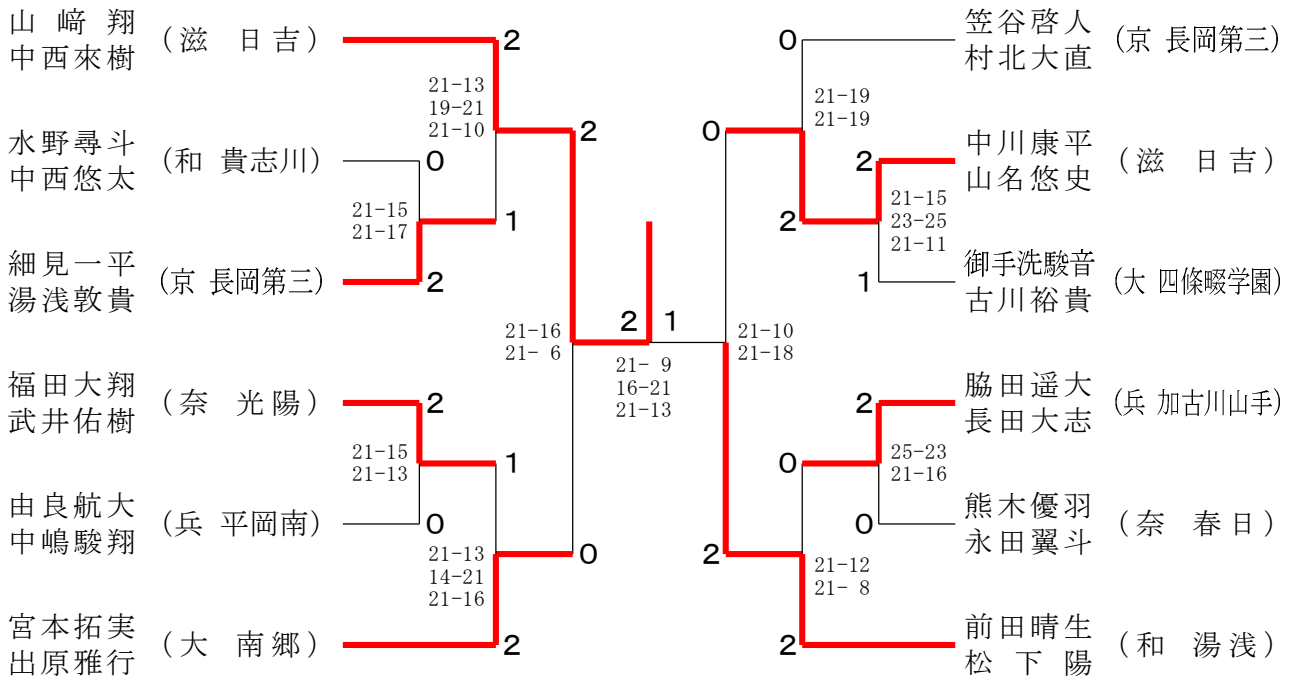 山﨑 翔
中西來樹
(滋 日吉)
2
21-13
19-21
21-10
水野尋斗
中西悠太
(和 貴志川)
0
21-15
21-17
細見一平
湯浅敦貴
(京 長岡第三)
2
1
2
21-16
21- 6
福田大翔
武井佑樹
(奈 光陽)
2
21-15
21-13
1
由良航大
中嶋駿翔
(兵 平岡南)
0
21-13
14-21
21-16
0
宮本拓実
出原雅行
(大 南郷)
2
2 1
21- 9
16-21
21-13
0
笠谷啓人
村北大直
(京 長岡第三)
21-19
21-19
0
2
中川康平
山名悠史
(滋 日吉)
21-15
23-25
21-11
2
1
御手洗駿音
古川裕貴
(大 四條畷学園)
21-10
21-18
2
脇田遥大
長田大志
(兵 加古川山手)
25-23
21-16
0
0
熊木優羽
永田翼斗
(奈 春日)
2
21-12
21- 8
2
前田晴生
松下 陽
(和 湯浅)